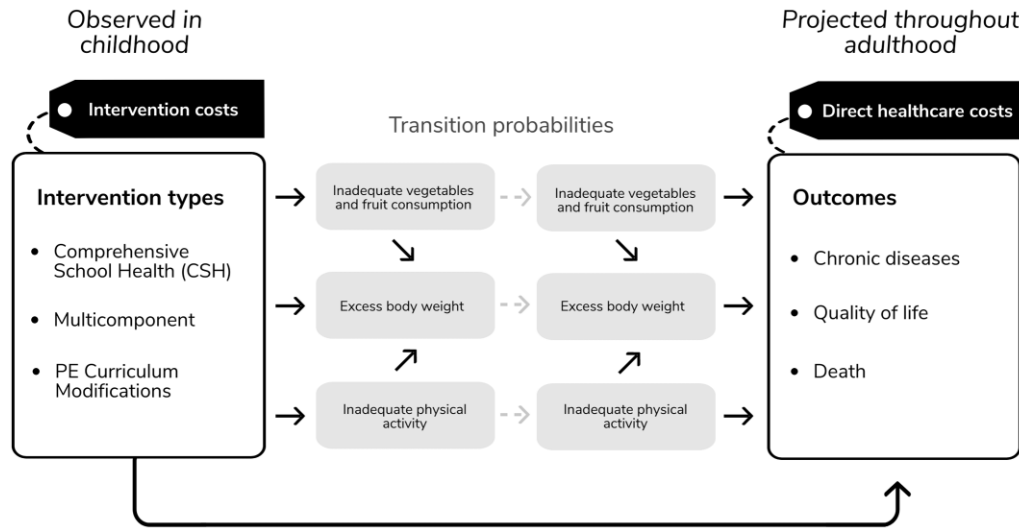 Observed in
childhood
Projected throughout
adulthood
Intervention costs
Direct healthcare costs
Transition probabilities
Intervention types
• Comprehensive
School Health (CSH)
• Multicomponent
• PE Curriculum
Modifications
Inadequate vegetables
and fruit consumption
Inadequate vegetables
and fruit consumption
Excess body weight
Excess body weight
Inadequate physical
activity
Inadequate physical
activity
Outcomes
• Chronic diseases
• Quality of life
• Death